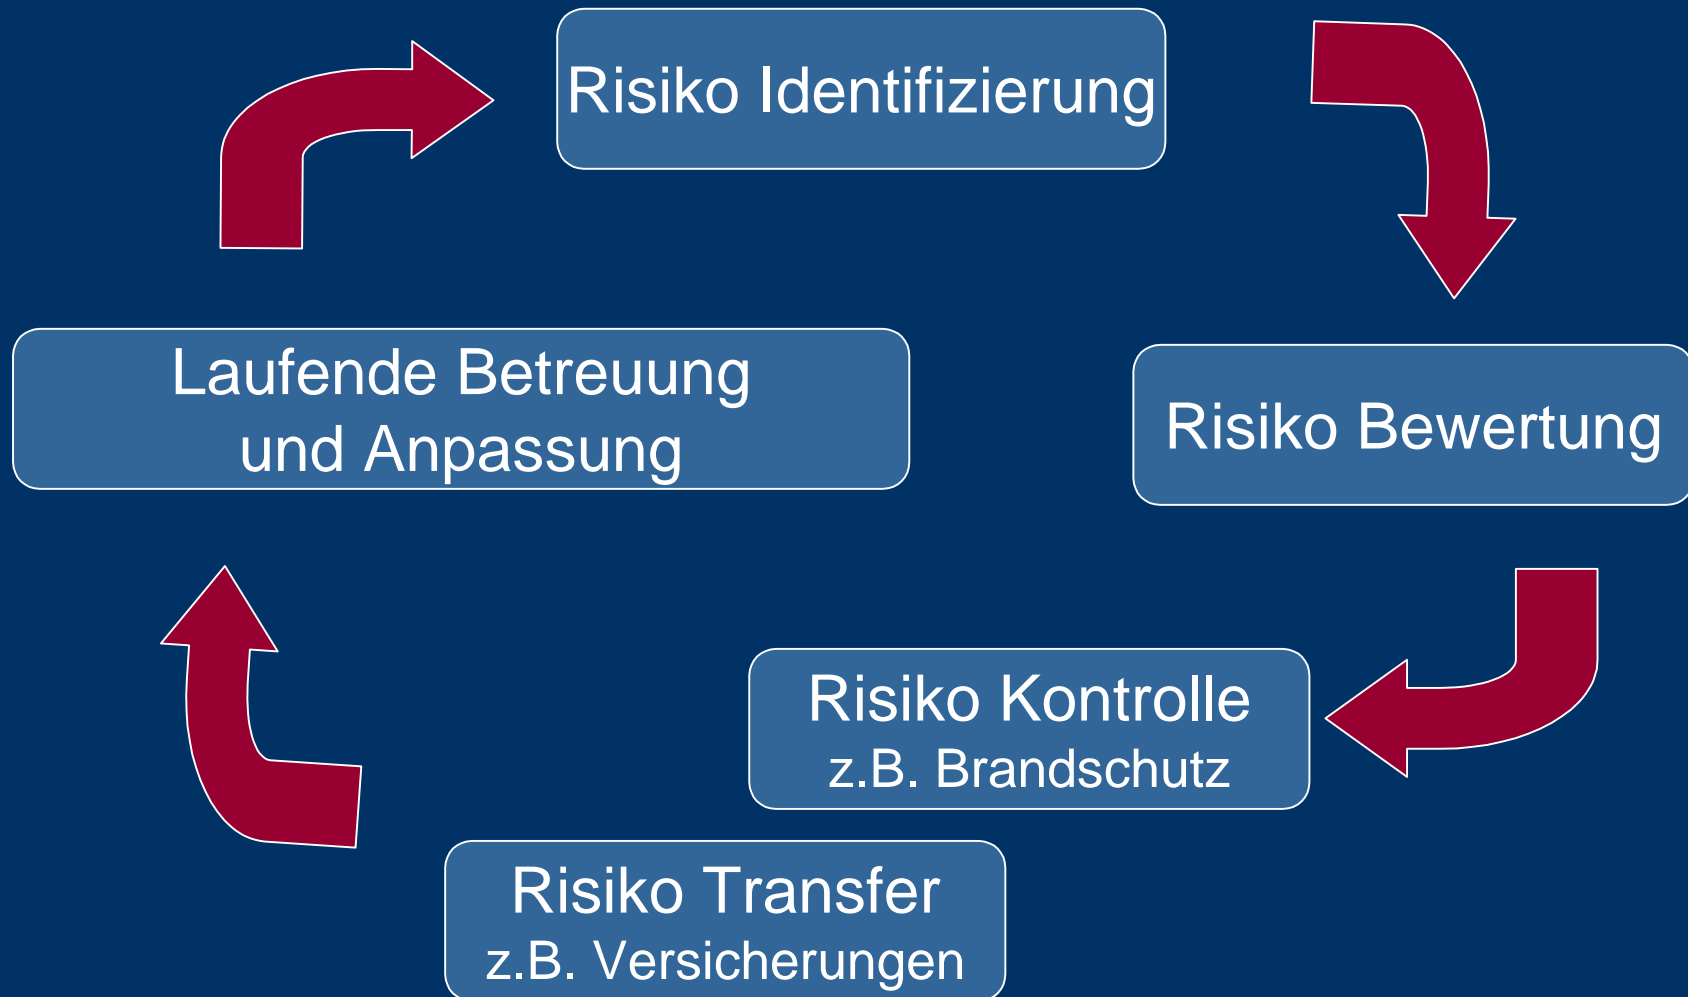 Risiko Identifizierung
Laufende Betreuung
und Anpassung
Risiko Bewertung
Risiko Kontrolle
z.B. Brandschutz
Risiko Transfer
z.B. Versicherungen